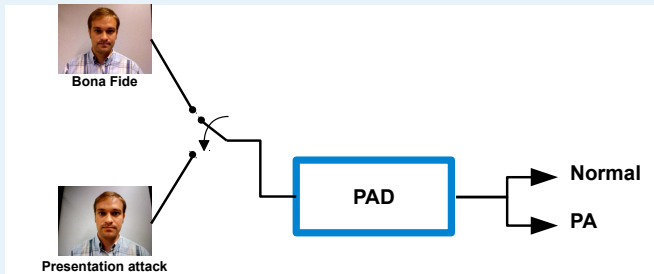 Bona Fide
Normal
PAD
PA
Presentation attack